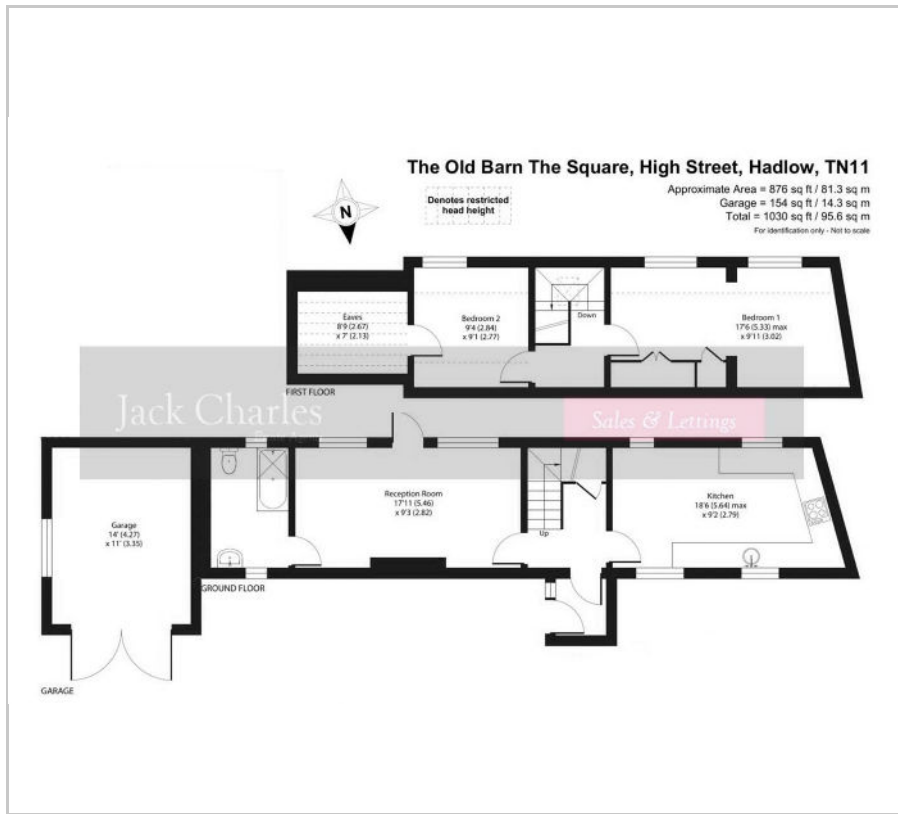 The Old Barn The Square, High Street, Hadlow, TN11
Approximate Area = 876 sq ft / 81.3 sq m
Garage = 154 sq ft / 14.3 sq m
Total = 1030 sq ft / 95.6 sq m
For identification only - Not to scale
Denotes restricted
head height
N
Eaves
8'9 (2.67)
x 7' (2.13)
Bedroom 2
9'4 (2.84)
x 9'1 (2.77)
Down
Bedroom 1
17'6 (5.33) max
x 9'11 (3.02)
FIRST FLOOR
Jack Charles
Estate Agents
Sales & Lettings
Garage
14' (4.27)
x 11' (3.35)
Reception Room
17'11 (5.46)
x 9'3 (2.82)
Up
Kitchen
18'6 (5.64) max
x 9'2 (2.79)
GROUND FLOOR
GARAGE